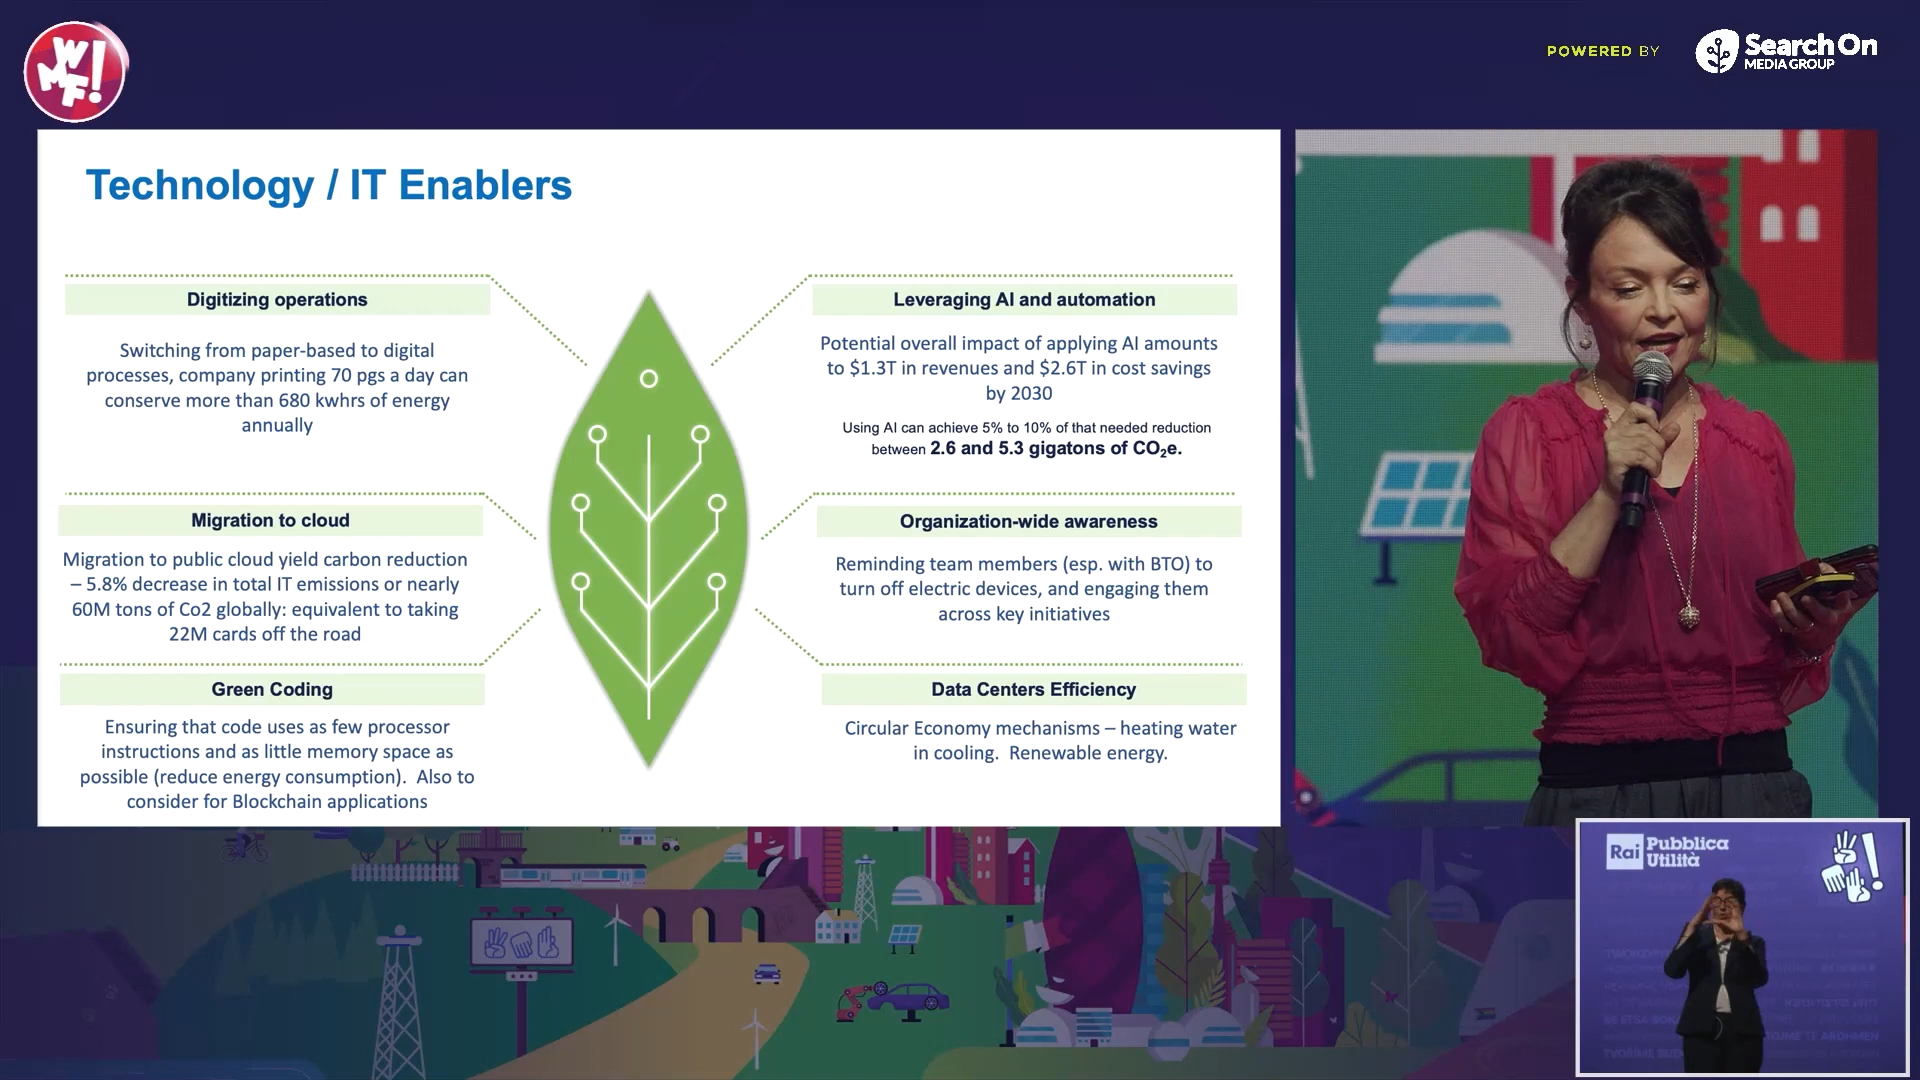 WMF!
POWERED BY
Search On
MEDIA GROUP
Technology / IT Enablers
Digitizing operations
Switching from paper-based to digital
processes, company printing 70 pgs a day can
conserve more than 680 kwhrs of energy
annually
Migration to cloud
Migration to public cloud yield carbon reduction
– 5.8% decrease in total IT emissions or nearly
60M tons of Co2 globally: equivalent to taking
22M cards off the road
Green Coding
Ensuring that code uses as few processor
instructions and as little memory space as
possible (reduce energy consumption).  Also to
consider for Blockchain applications
Leveraging AI and automation
Potential overall impact of applying AI amounts
to $1.3T in revenues and $2.6T in cost savings
by 2030
Using AI can achieve 5% to 10% of that needed reduction
between 2.6 and 5.3 gigatons of CO₂e.
Organization-wide awareness
Reminding team members (esp. with BTO) to
turn off electric devices, and engaging them
across key initiatives
Data Centers Efficiency
Circular Economy mechanisms – heating water
in cooling.  Renewable energy.
Rai Pubblica
Utilità